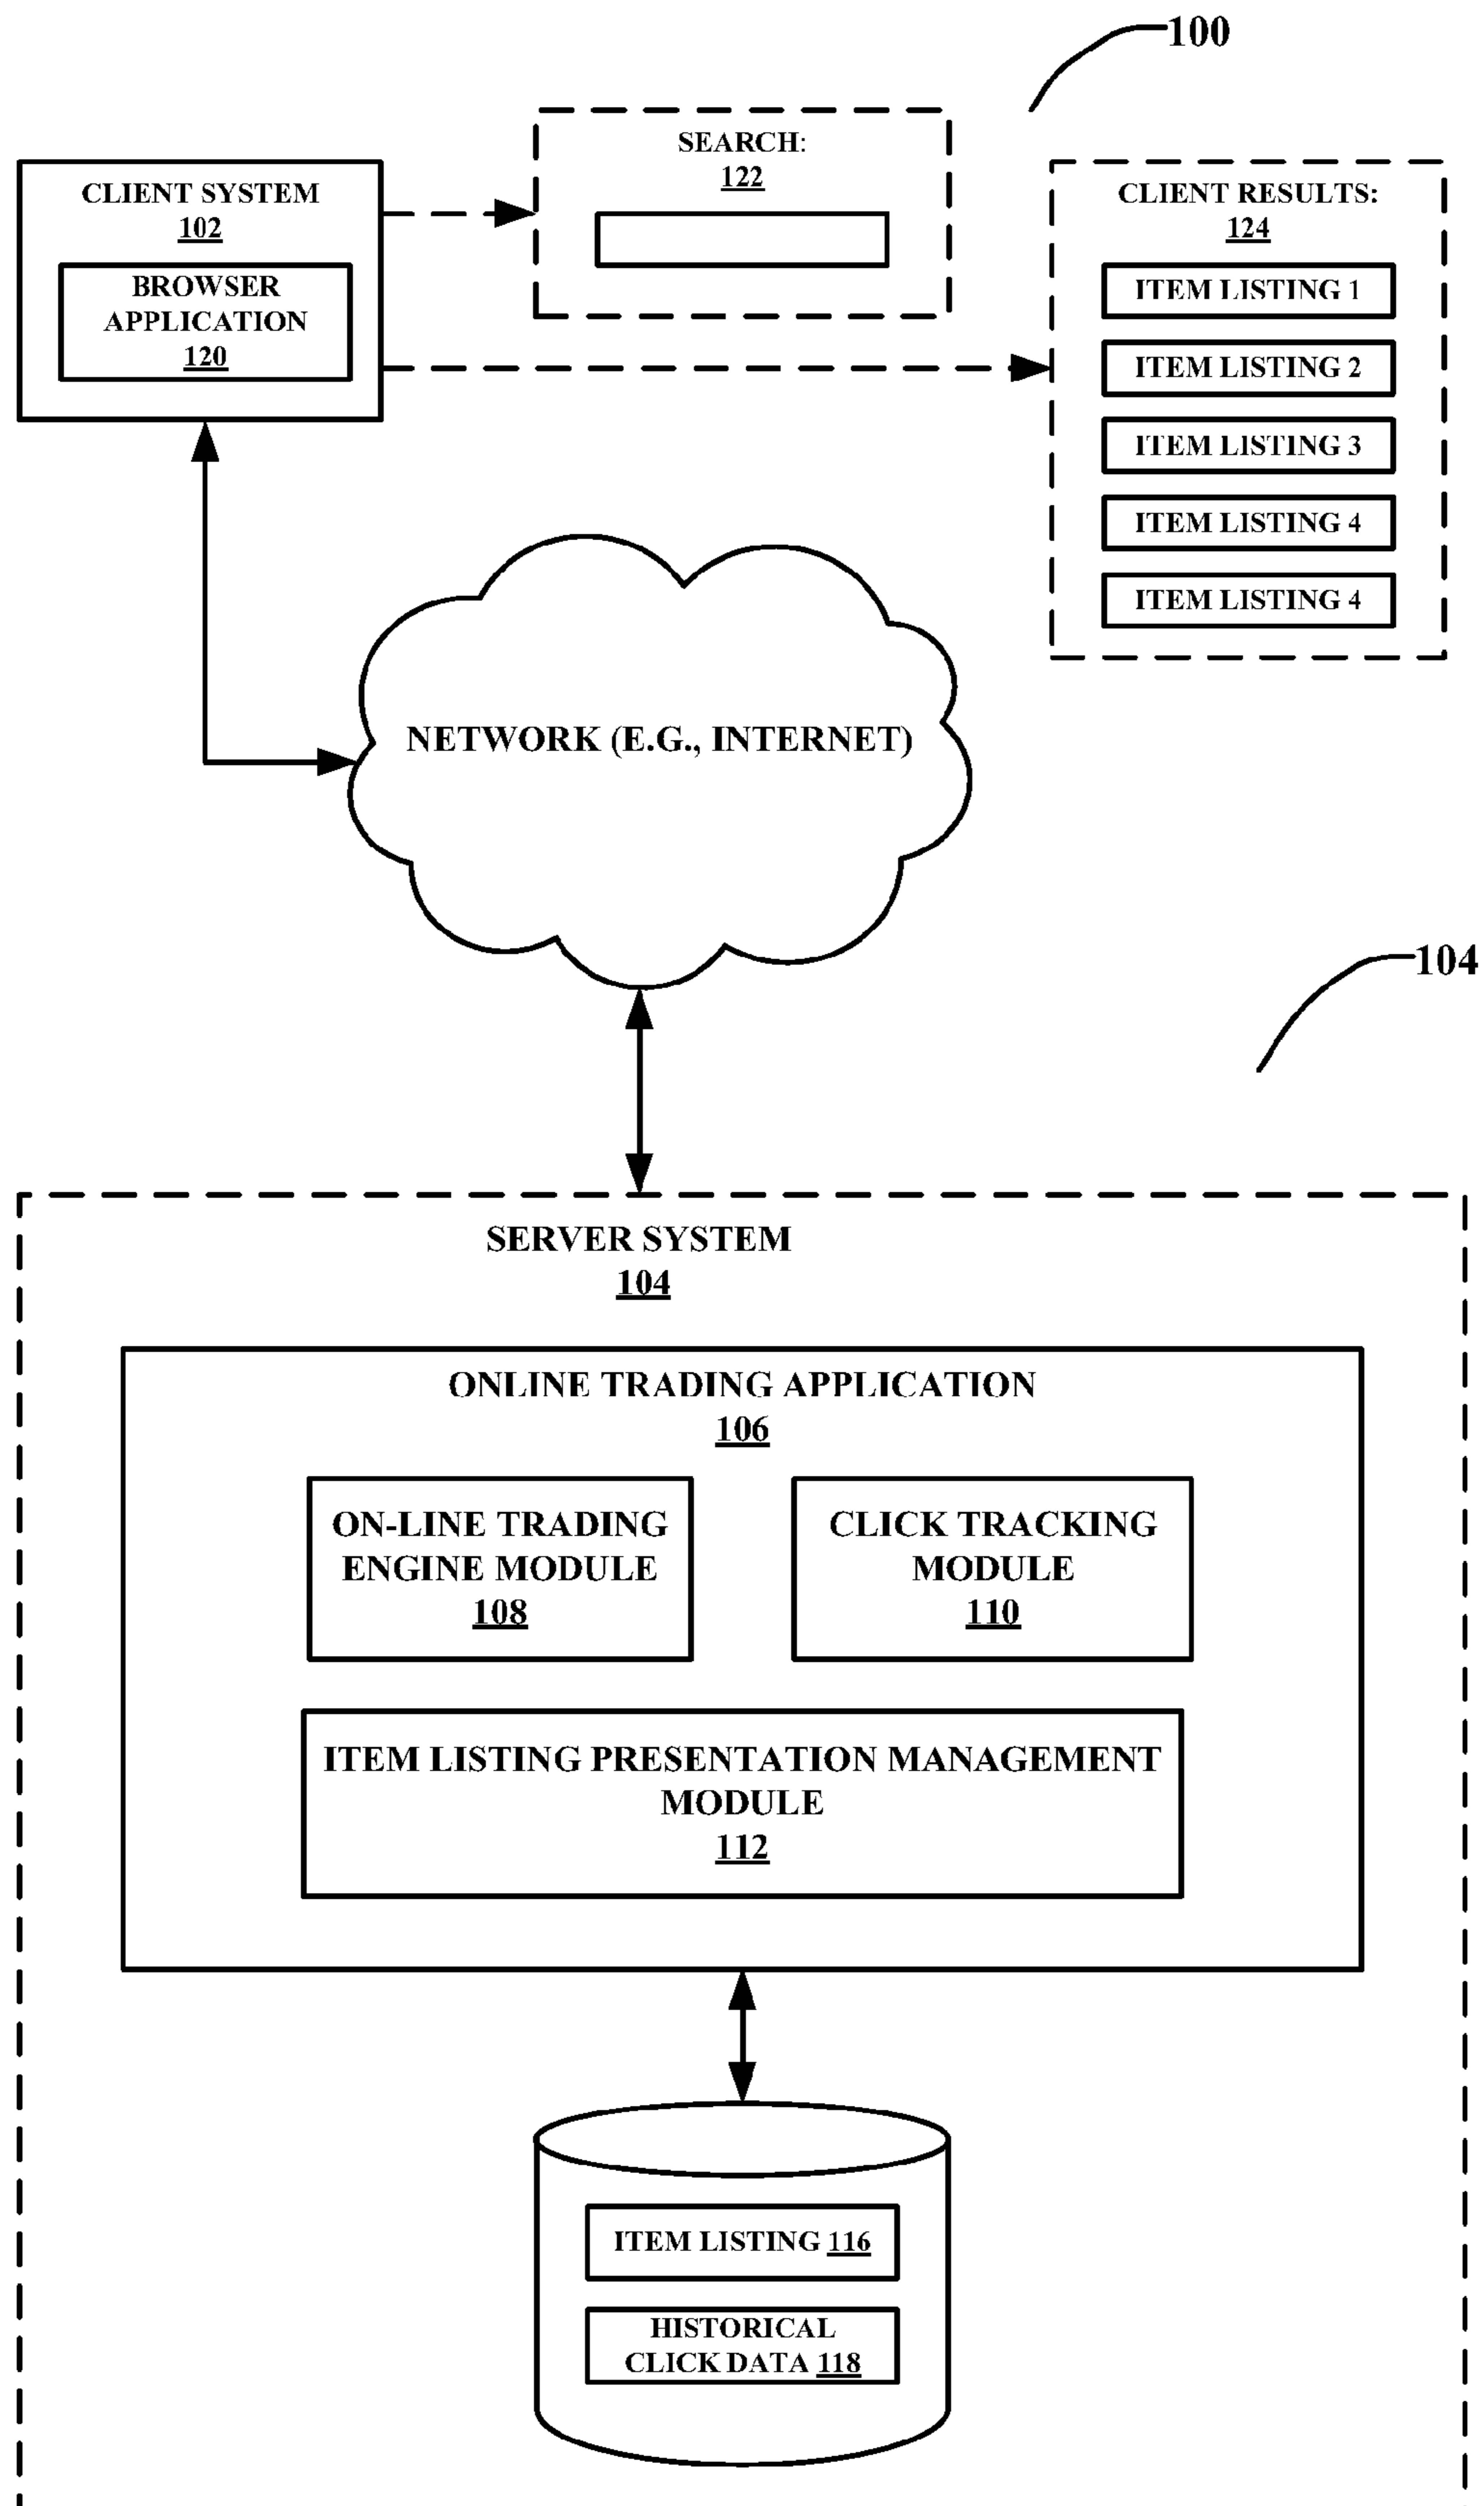 100
SEARCH:
122
CLIENT SYSTEM
102
BROWSER
APPLICATION
120
CLIENT RESULTS:
124
ITEM LISTING 1
ITEM LISTING 2
ITEM LISTING 3
ITEM LISTING 4
ITEM LISTING 4
NETWORK (E.G., INTERNET)
104
SERVER SYSTEM
104
ONLINE TRADING APPLICATION
106
ON-LINE TRADING
ENGINE MODULE
108
CLICK TRACKING
MODULE
110
ITEM LISTING PRESENTATION MANAGEMENT
MODULE
112
ITEM LISTING 116
HISTORICAL
CLICK DATA 118